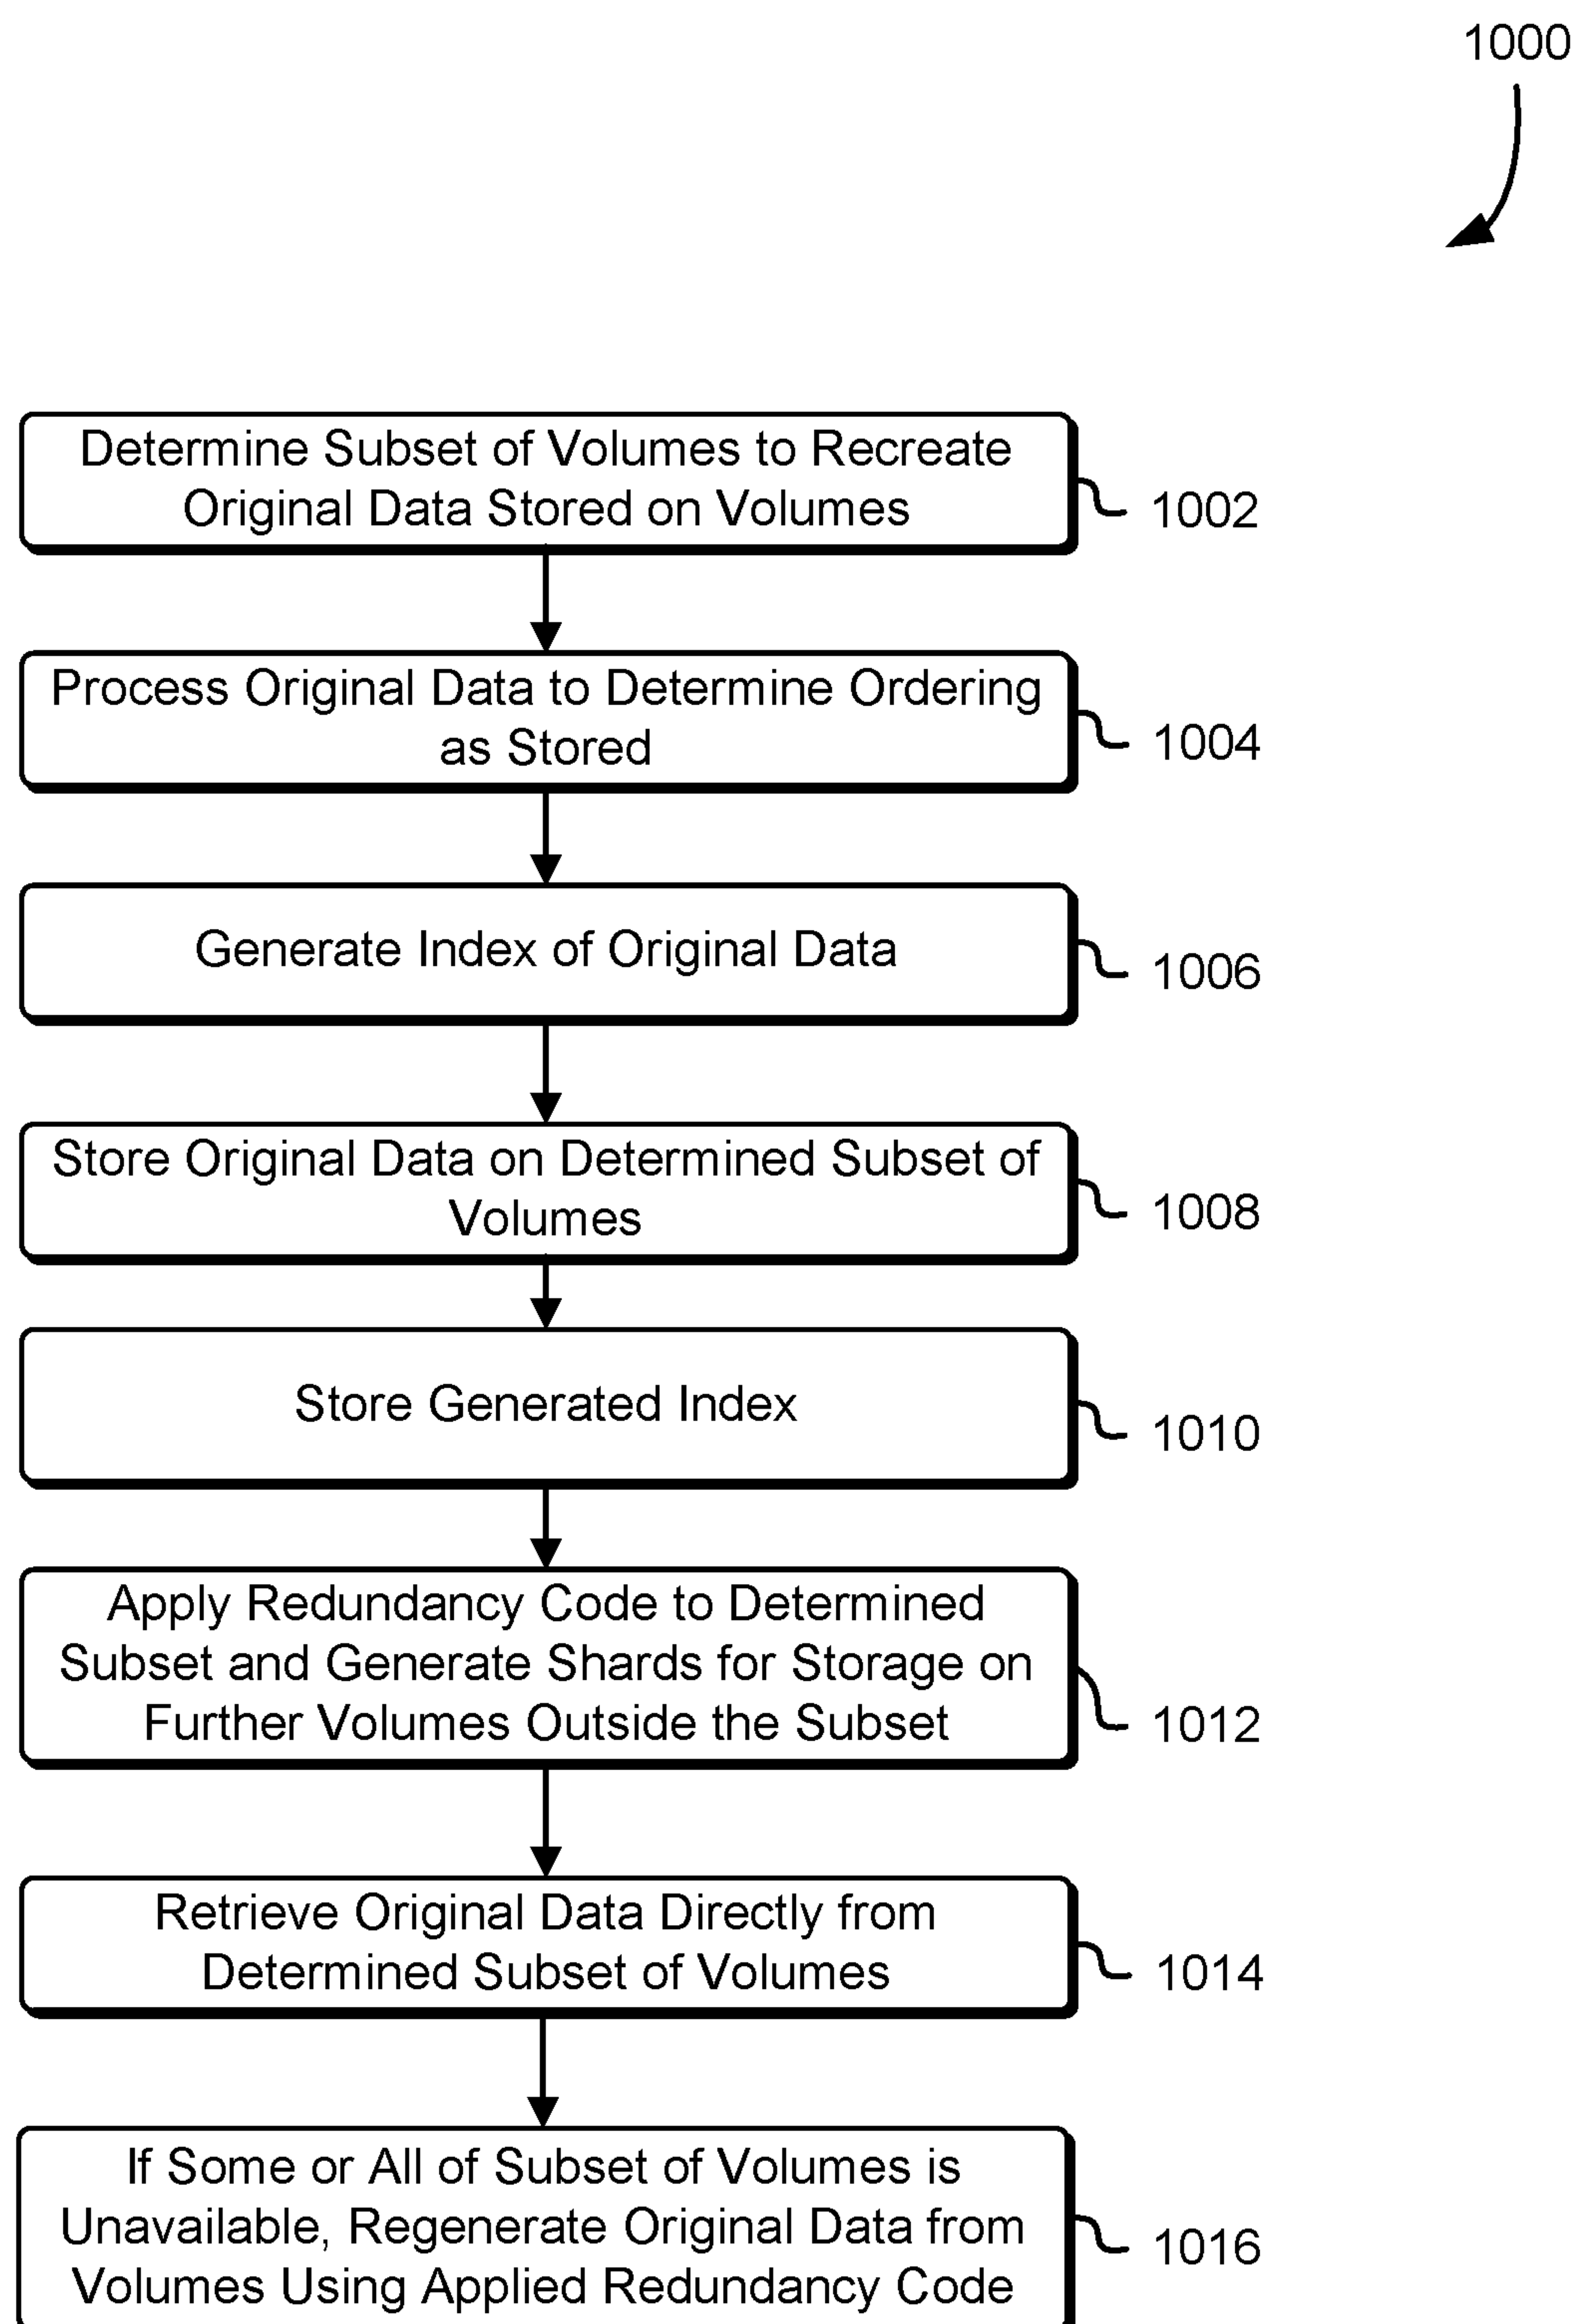 1000
Determine Subset of Volumes to Recreate
Original Data Stored on Volumes
1002
Process Original Data to Determine Ordering
as Stored
1004
Generate Index of Original Data
1006
Store Original Data on Determined Subset of
Volumes
1008
Store Generated Index
1010
Apply Redundancy Code to Determined
Subset and Generate Shards for Storage on
Further Volumes Outside the Subset
1012
Retrieve Original Data Directly from
Determined Subset of Volumes
1014
If Some or All of Subset of Volumes is
Unavailable, Regenerate Original Data from
Volumes Using Applied Redundancy Code
1016